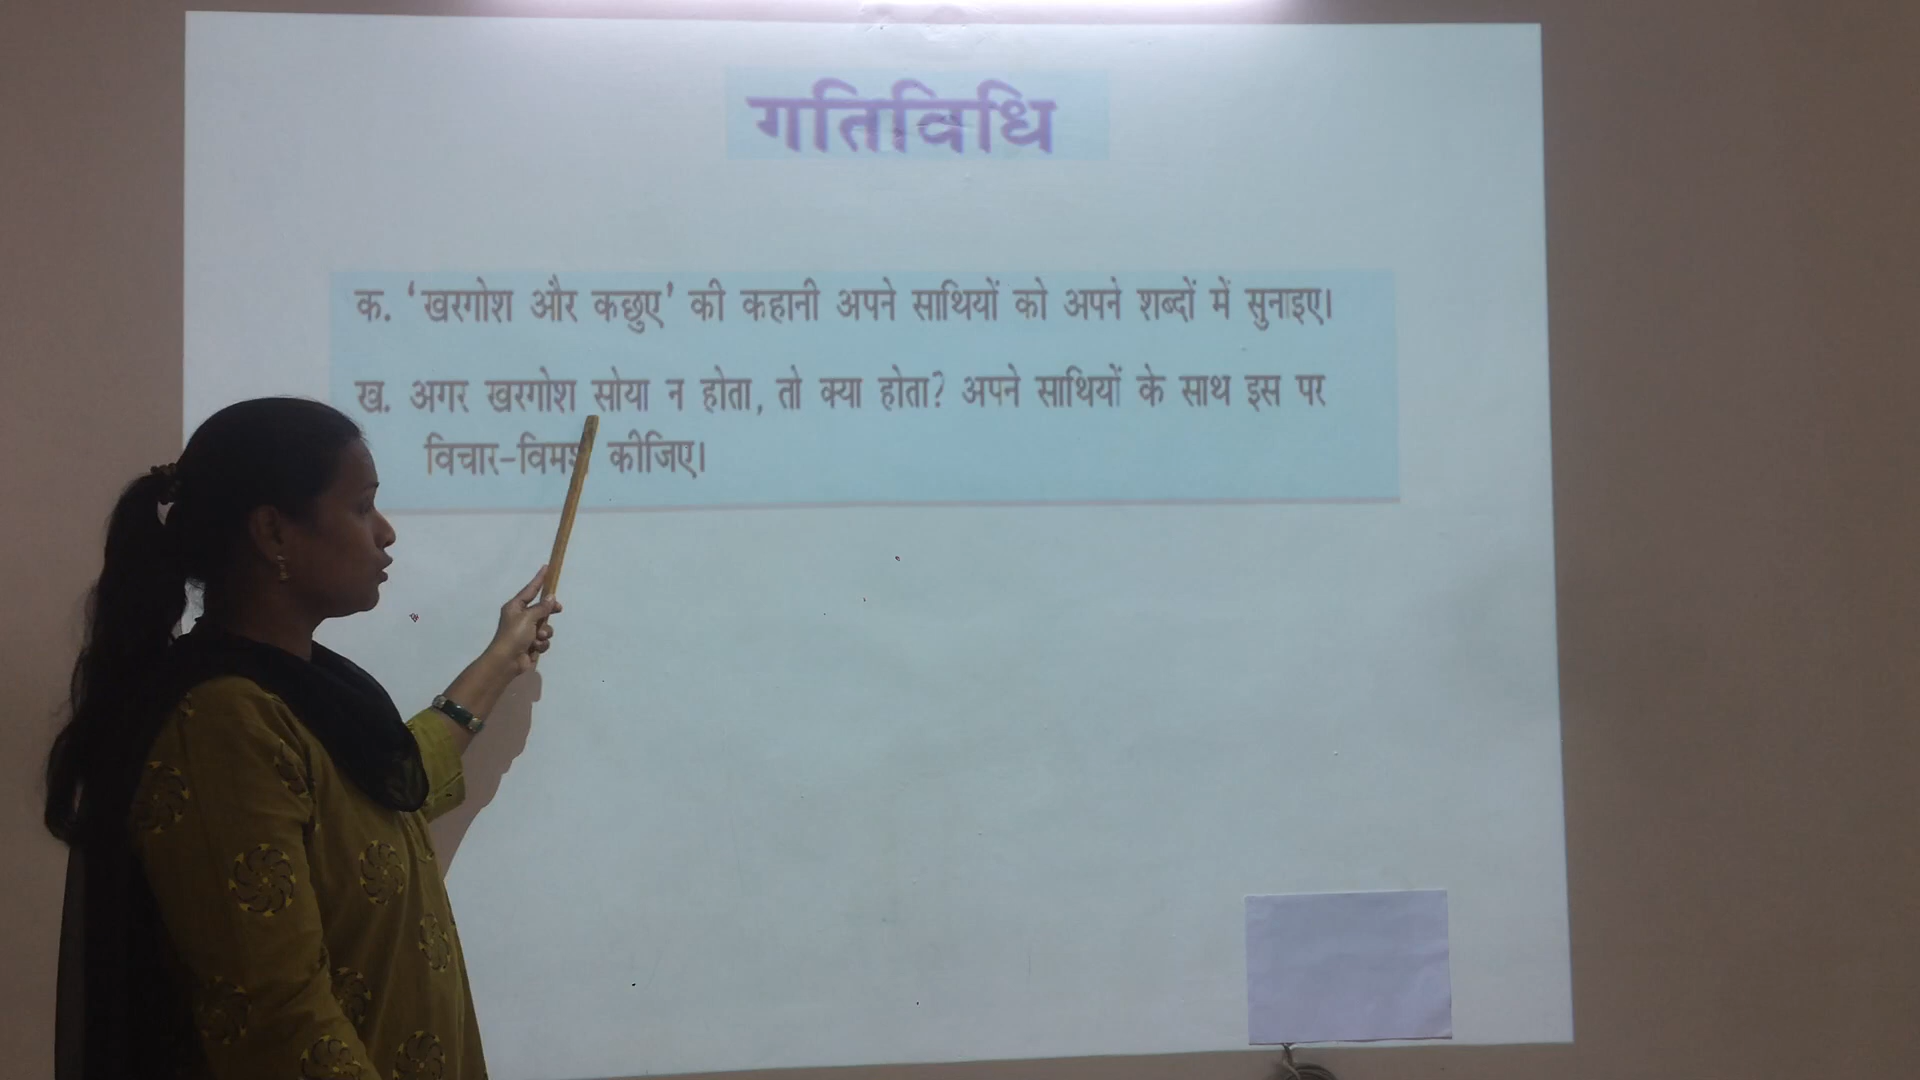 गतिविधि
क. ‘खरगोश और कछुए’ की कहानी अपने साथियों को अपने शब्दों में सुनाइए।
ख. अगर खरगोश सोया न होता, तो क्या होता? अपने साथियों के साथ इस पर
विचार-विमर्श कीजिए।